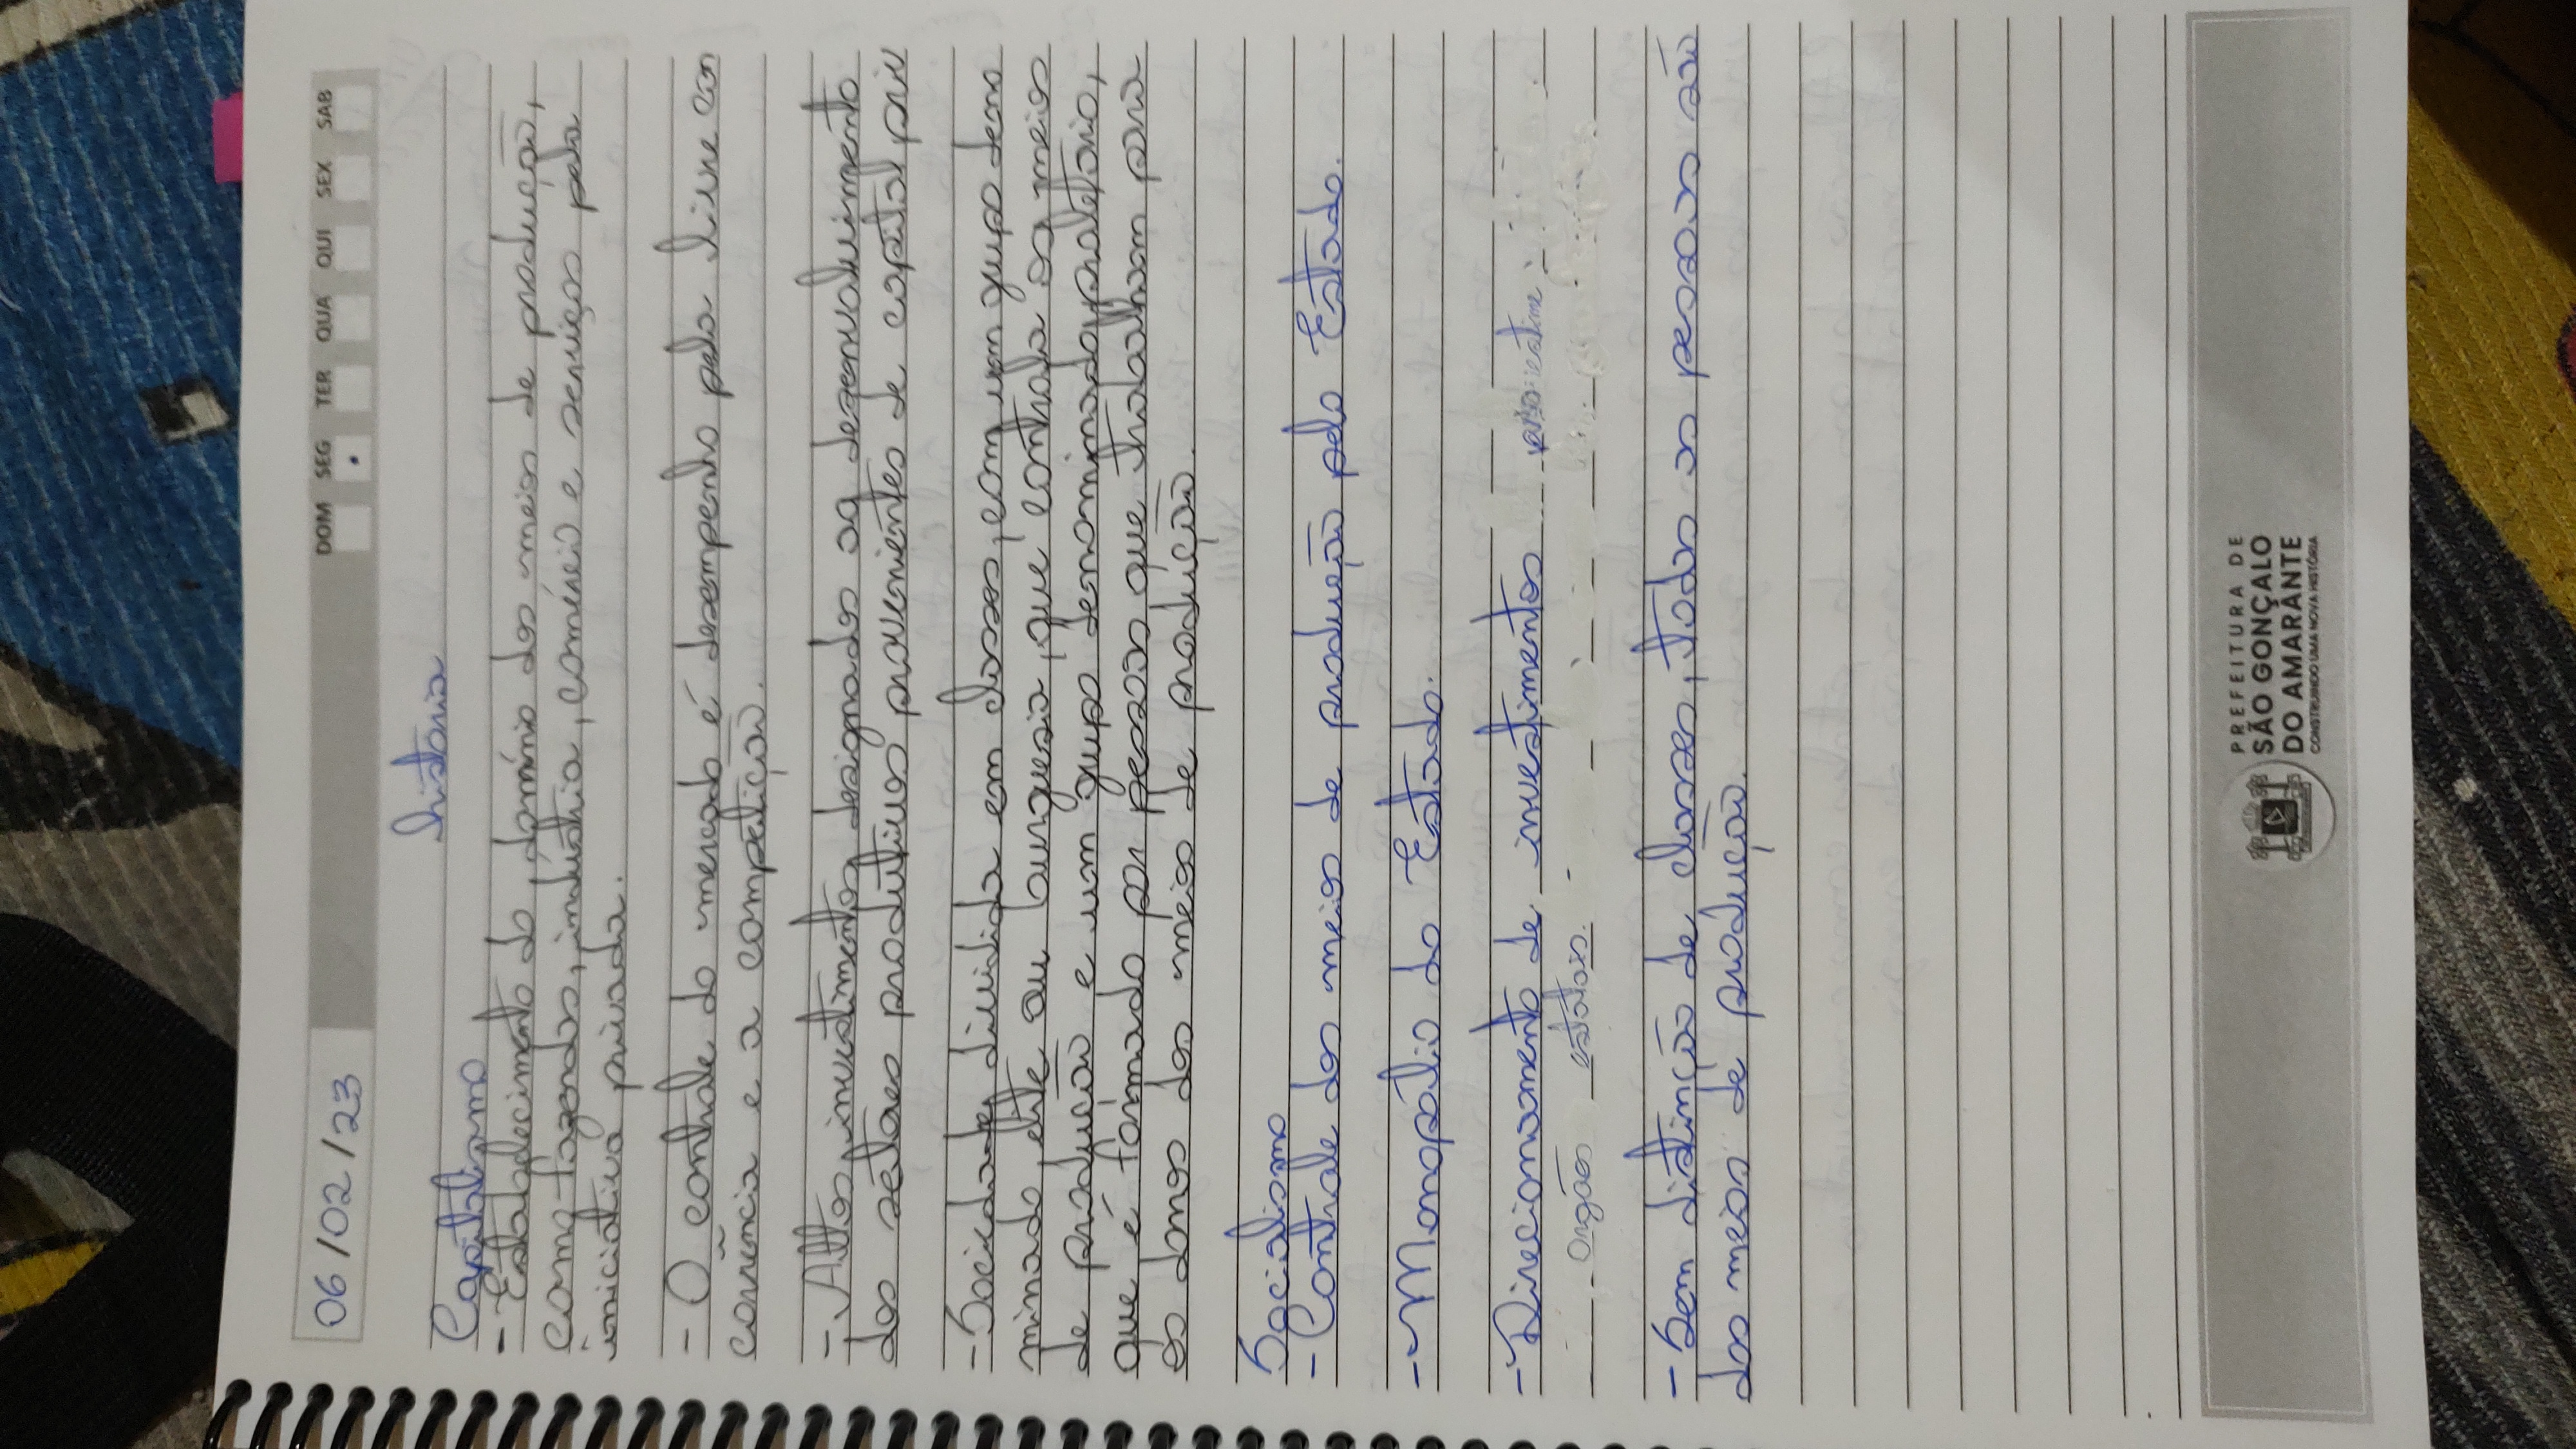 06/02/23
DOM SEG TER QUA QUI SEX SAB
história
Capitalismo
- Estabelecimento do domínio dos meios de produção,
como fazendas, indústria, comércio e serviços pela
iniciativa privada.
- O controle do mercado é desempenho pela livre con
corrência e a competição.
- Altos investimentos designados ao desenvolvimento
dos setores produtivos provenientes de capital priv
- Sociedade dividida em classes, com um grupo deno
minado, elite ou burguesia, que controla os meios
de produção e um grupo denominado proletario,
que é formado por pessoas que trabalham para
os donos dos meios de produção.
Socialismo
- Controle dos meios de produção pelo Estado.
- Monopólio do Estado.
- Direcionamento de investimentos
orgãos estatais.
- Sem distinção de classes, todas as pessoas são
dos meios de produção.
PREFEITURA DE
SÃO GONÇALO
DO AMARANTE
CONSTRUINDO UMA NOVA HISTÓRIA